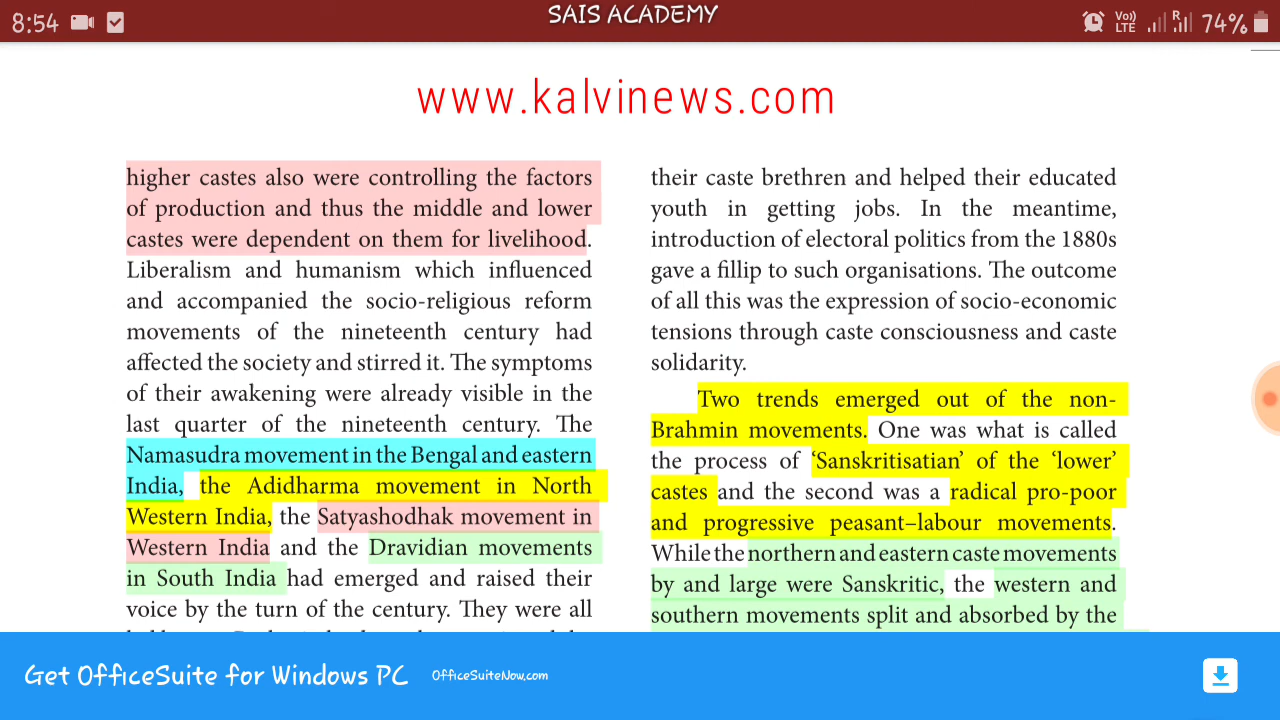 8:54
SAIS ACADEMY
Vo)) LTE R 74%
www.kalvinews.com
higher castes also were controlling the factors
of production and thus the middle and lower
castes were dependent on them for livelihood.
Liberalism and humanism which influenced
and accompanied the socio-religious reform
movements of the nineteenth century had
affected the society and stirred it. The symptoms
of their awakening were already visible in the
last quarter of the nineteenth century. The
Namasudra movement in the Bengal and eastern
India, the Adidharma movement in North
Western India, the Satyashodhak movement in
Western India and the Dravidian movements
in South India had emerged and raised their
voice by the turn of the century. They were all
their caste brethren and helped their educated
youth in getting jobs. In the meantime,
introduction of electoral politics from the 1880s
gave a fillip to such organisations. The outcome
of all this was the expression of socio-economic
tensions through caste consciousness and caste
solidarity.
Two trends emerged out of the non-
Brahmin movements. One was what is called
the process of ‘Sanskritisatian’ of the ‘lower’
castes and the second was a radical pro-poor
and progressive peasant–labour movements.
While the northern and eastern caste movements
by and large were Sanskritic, the western and
southern movements split and absorbed by the
Get OfficeSuite for Windows PC
OfficeSuiteNow.com